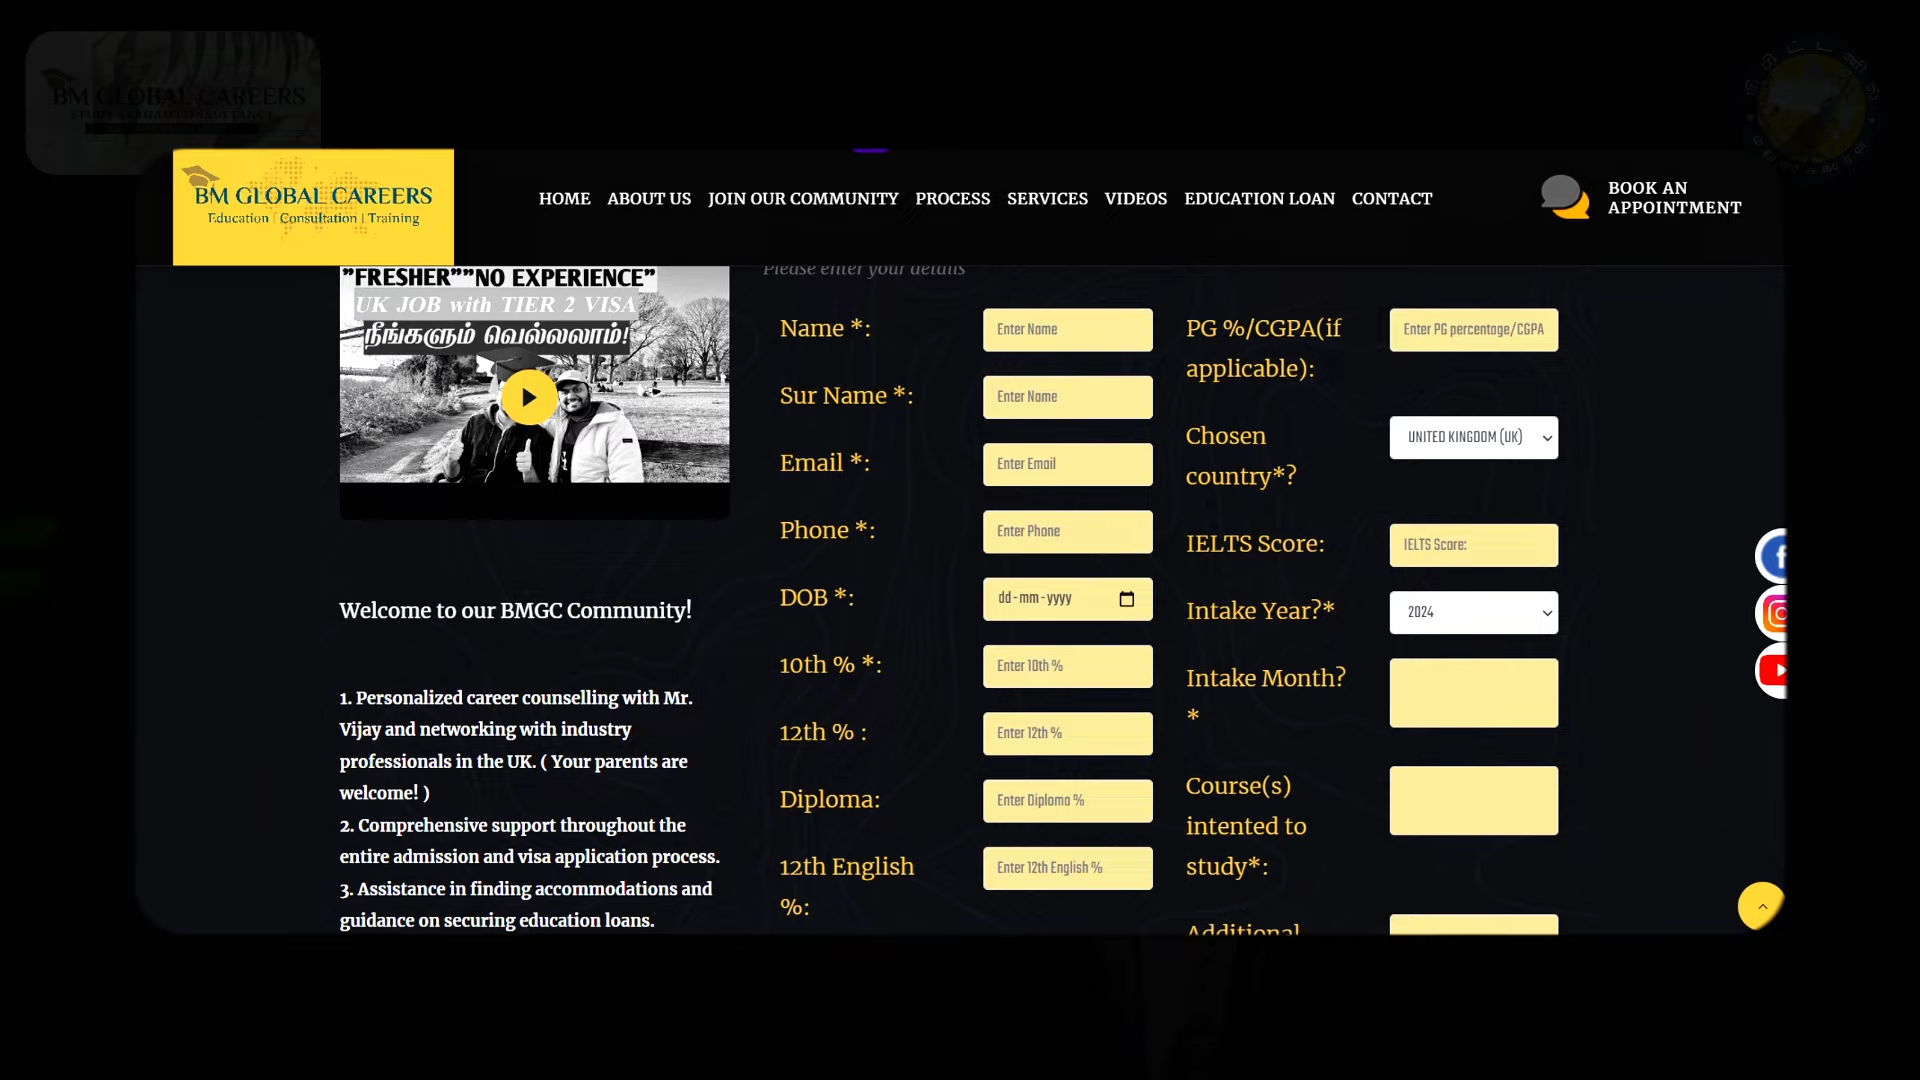 BM GLOBAL CAREERS
STUDY ABROAD CONSULTANCY
BM GLOBAL CAREERS
Education | Consultation | Training
HOME ABOUT US JOIN OUR COMMUNITY PROCESS SERVICES VIDEOS EDUCATION LOAN CONTACT
BOOK AN
APPOINTMENT
"FRESHER""NO EXPERIENCE"
UK JOB with TIER 2 VISA
நீங்களும் வெல்லலாம்!
Welcome to our BMGC Community!
1. Personalized career counselling with Mr.
Vijay and networking with industry
professionals in the UK. ( Your parents are
welcome! )
2. Comprehensive support throughout the
entire admission and visa application process.
3. Assistance in finding accommodations and
guidance on securing education loans.
Please enter your details
Name *: Enter Name
Sur Name *: Enter Name
Email *: Enter Email
Phone *: Enter Phone
DOB *: dd-mm-yyyy
10th % *: Enter 10th %
12th % : Enter 12th %
Diploma: Enter Diploma %
12th English Enter 12th English %
%:
PG %/CGPA(if Enter PG percentage/CGPA
applicable):
Chosen UNITED KINGDOM (UK)
country*?
IELTS Score: IELTS Score:
Intake Year?* 2024
Intake Month?
*
Course(s)
intented to
study*:
Additional